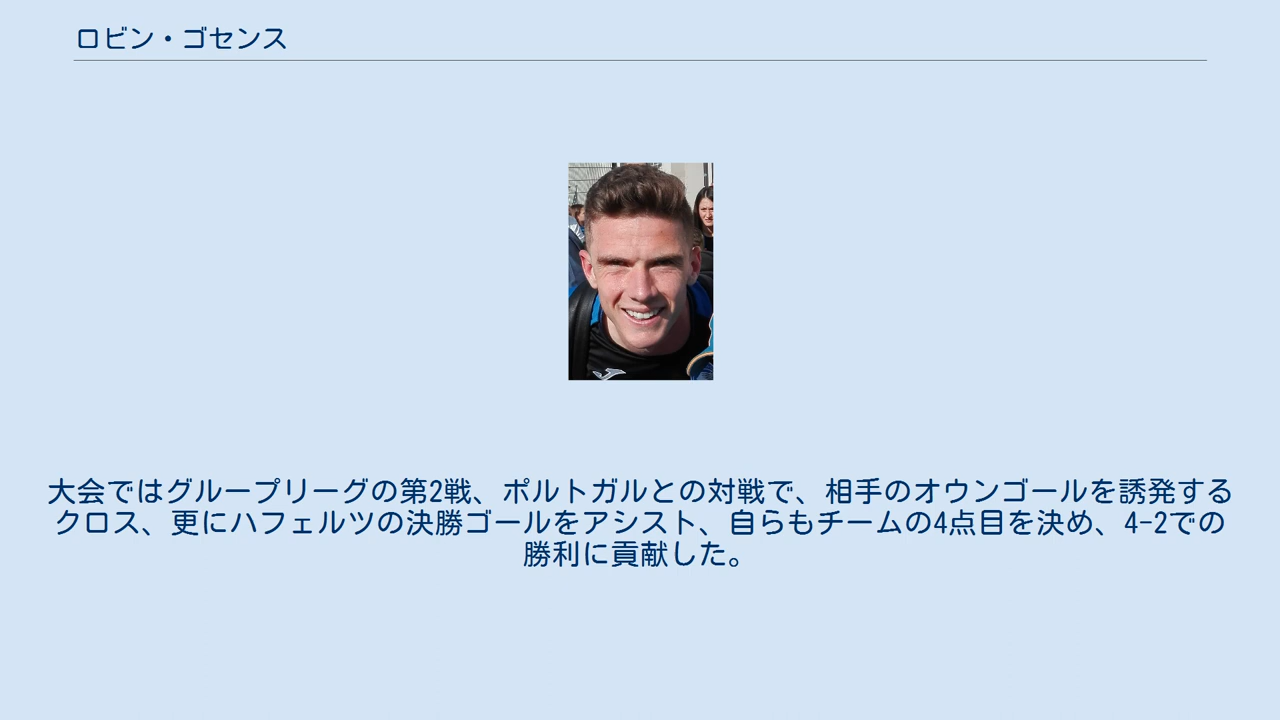 ロビン・ゴセンス
大会ではグループリーグの第2戦、ポルトガルとの対戦で、相手のオウンゴールを誘発する
クロス、更にハフェルツの決勝ゴールをアシスト、自らもチームの4点目を決め、4-2での
勝利に貢献した。